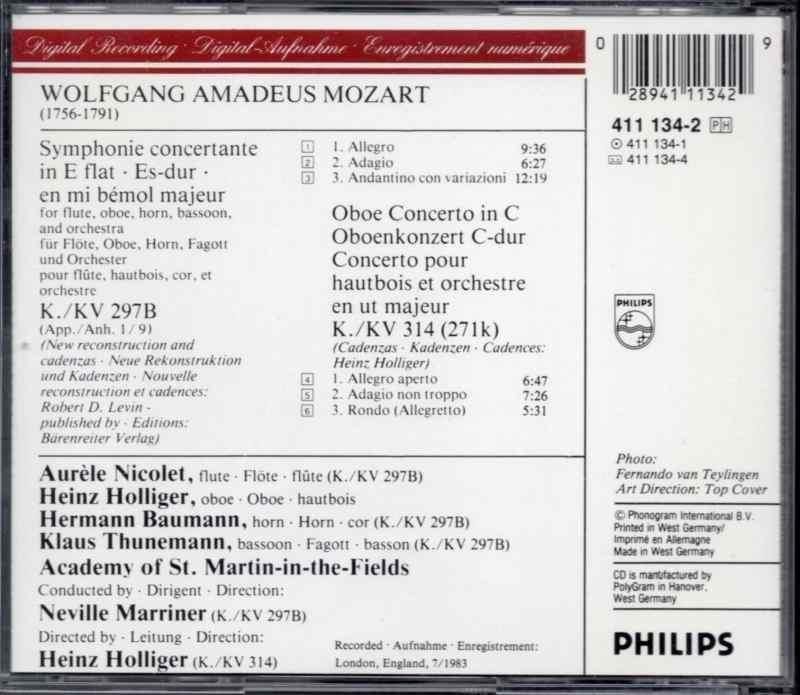 Digital Recording · Digital-Aufnahme · Enregistrement numérique
WOLFGANG AMADEUS MOZART
(1756-1791)
Symphonie concertante
in E flat · Es-dur ·
en mi bémol majeur
for flute, oboe, horn, bassoon,
and orchestra
für Flöte, Oboe, Horn, Fagott
und Orchester
pour flûte, hautbois, cor, et
orchestre
K./KV 297B
(App./Anh. 1/9)
(New reconstruction and
cadenzas · Neue Rekonstruktion
und Kadenzen · Nouvelle
reconstruction et cadences:
Robert D. Levin -
published by · Editions:
Bärenreiter Verlag)
1 1. Allegro 9:36
2 2. Adagio 6:27
3 3. Andantino con variazioni 12:19
Oboe Concerto in C
Oboenkonzert C-dur
Concerto pour
hautbois et orchestre
en ut majeur
K./KV 314 (271k)
(Cadenzas · Kadenzen · Cadences:
Heinz Holliger)
4 1. Allegro aperto 6:47
5 2. Adagio non troppo 7:26
6 3. Rondo (Allegretto) 5:31
Aurèle Nicolet, flute · Flöte · flûte (K./KV 297B)
Heinz Holliger, oboe · Oboe · hautbois
Hermann Baumann, horn · Horn · cor (K./KV 297B)
Klaus Thunemann, bassoon · Fagott · basson (K./KV 297B)
Academy of St. Martin-in-the-Fields
Conducted by · Dirigent · Direction:
Neville Marriner (K./KV 297B)
Directed by · Leitung · Direction:
Heinz Holliger (K./KV 314)
Recorded · Aufnahme · Enregistrement:
London, England, 7/1983
0 28941 11342 9
411 134-2 PH
411 134-1
411 134-4
PHILIPS
Photo:
Fernando van Teylingen
Art Direction: Top Cover
℗ Phonogram International B.V.
Printed in West Germany/
Imprimé en Allemagne
Made in West Germany
CD is manufactured by
PolyGram in Hanover,
West Germany
PHILIPS